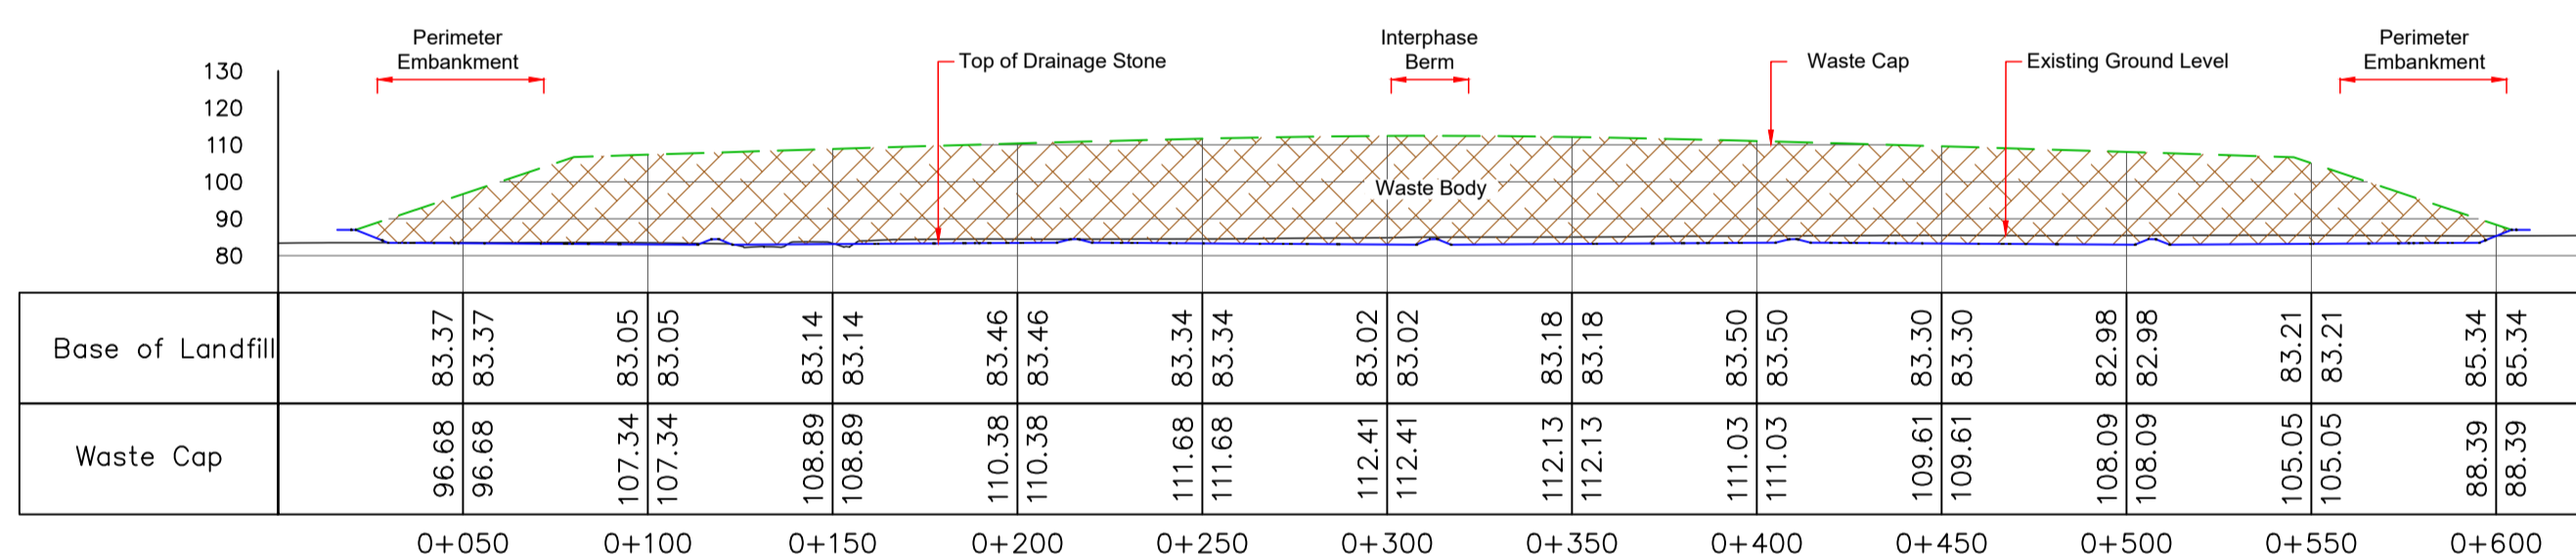 Perimeter
Embankment
Top of Drainage Stone
Interphase
Berm
Waste Cap
Existing Ground Level
Perimeter
Embankment
130
120
110
100
90
80
Waste Body
Base of Landfill 83.37 83.37 83.05 83.05 83.14 83.14 83.46 83.46 83.34 83.34 83.02 83.02 83.18 83.18 83.50 83.50 83.30 83.30 82.98 82.98 83.21 83.21 85.34 85.34
Waste Cap 96.68 96.68 107.34 107.34 108.89 108.89 110.38 110.38 111.68 111.68 112.41 112.41 112.13 112.13 111.03 111.03 109.61 109.61 108.09 108.09 105.05 105.05 88.39 88.39
0+050 0+100 0+150 0+200 0+250 0+300 0+350 0+400 0+450 0+500 0+550 0+600